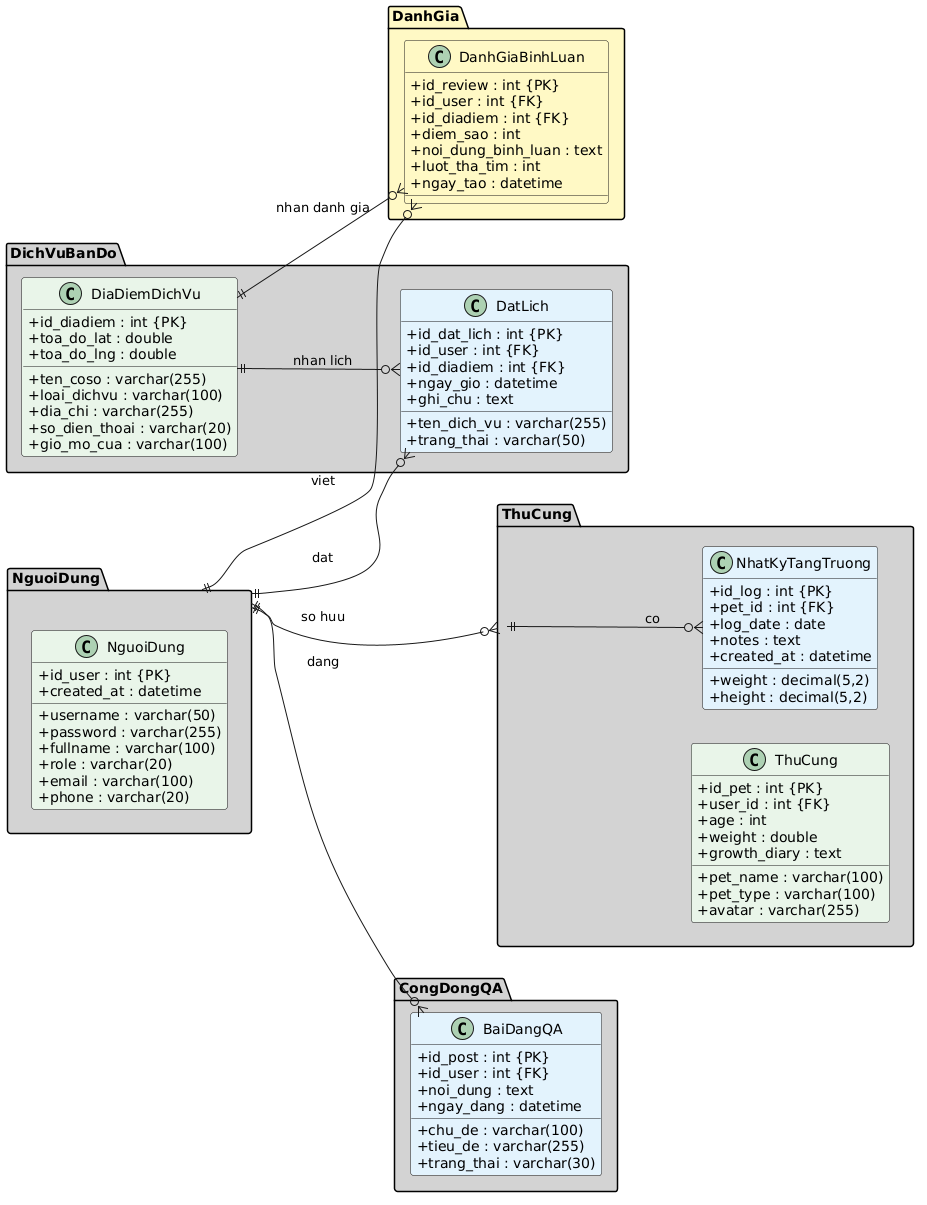 DanhGia
C DanhGiaBinhLuan
+id_review : int {PK}
+id_user : int {FK}
+id_diadiem : int {FK}
+diem_sao : int
+noi_dung_binh_luan : text
+luot_tha_tim : int
+ngay_tao : datetime
nhan danh gia
DichVuBanDo
C DiaDiemDichVu
+id_diadiem : int {PK}
+toa_do_lat : double
+toa_do_lng : double
+ten_coso : varchar(255)
+loai_dichvu : varchar(100)
+dia_chi : varchar(255)
+so_dien_thoai : varchar(20)
+gio_mo_cua : varchar(100)
nhan lich
C DatLich
+id_dat_lich : int {PK}
+id_user : int {FK}
+id_diadiem : int {FK}
+ngay_gio : datetime
+ghi_chu : text
+ten_dich_vu : varchar(255)
+trang_thai : varchar(50)
viet
dat
so huu
dang
NguoiDung
C NguoiDung
+id_user : int {PK}
+created_at : datetime
+username : varchar(50)
+password : varchar(255)
+fullname : varchar(100)
+role : varchar(20)
+email : varchar(100)
+phone : varchar(20)
ThuCung
co
C NhatKyTangTruong
+id_log : int {PK}
+pet_id : int {FK}
+log_date : date
+notes : text
+created_at : datetime
+weight : decimal(5,2)
+height : decimal(5,2)
C ThuCung
+id_pet : int {PK}
+user_id : int {FK}
+age : int
+weight : double
+growth_diary : text
+pet_name : varchar(100)
+pet_type : varchar(100)
+avatar : varchar(255)
CongDongQA
C BaiDangQA
+id_post : int {PK}
+id_user : int {FK}
+noi_dung : text
+ngay_dang : datetime
+chu_de : varchar(100)
+tieu_de : varchar(255)
+trang_thai : varchar(30)